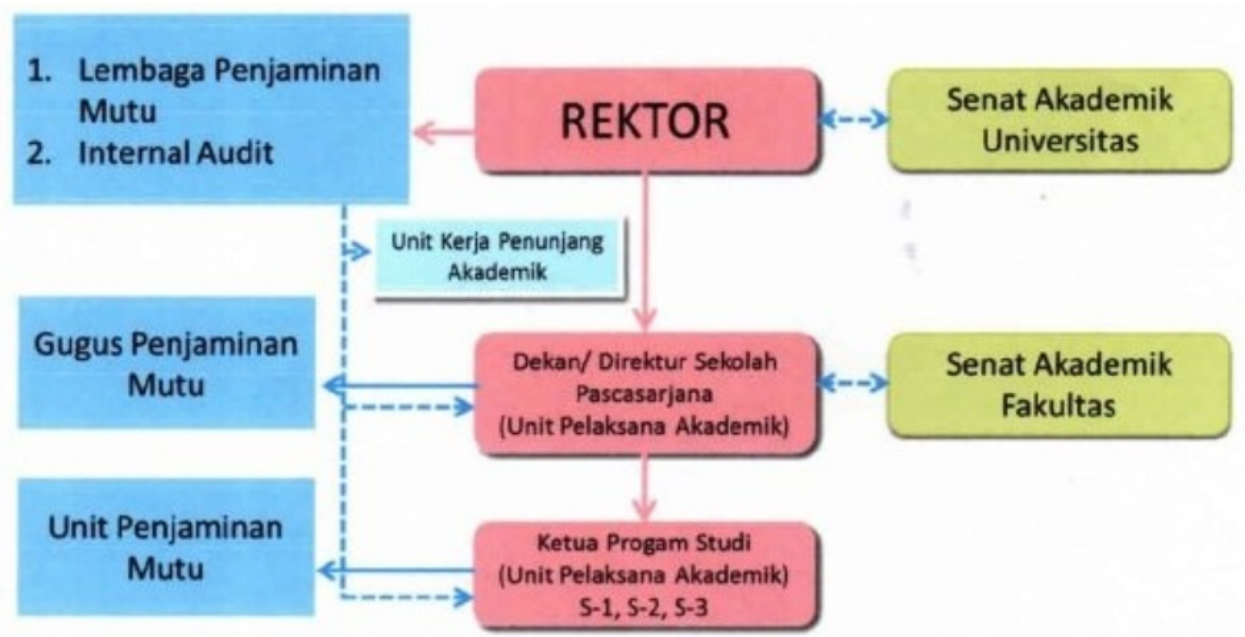 1. Lembaga Penjaminan
Mutu
2. Internal Audit
REKTOR
Senat Akademik
Universitas
Unit Kerja Penunjang
Akademik
Gugus Penjaminan
Mutu
Dekan/ Direktur Sekolah
Pascasarjana
(Unit Pelaksana Akademik)
Senat Akademik
Fakultas
Unit Penjaminan
Mutu
Ketua Progam Studi
(Unit Pelaksana Akademik)
S-1, S-2, S-3